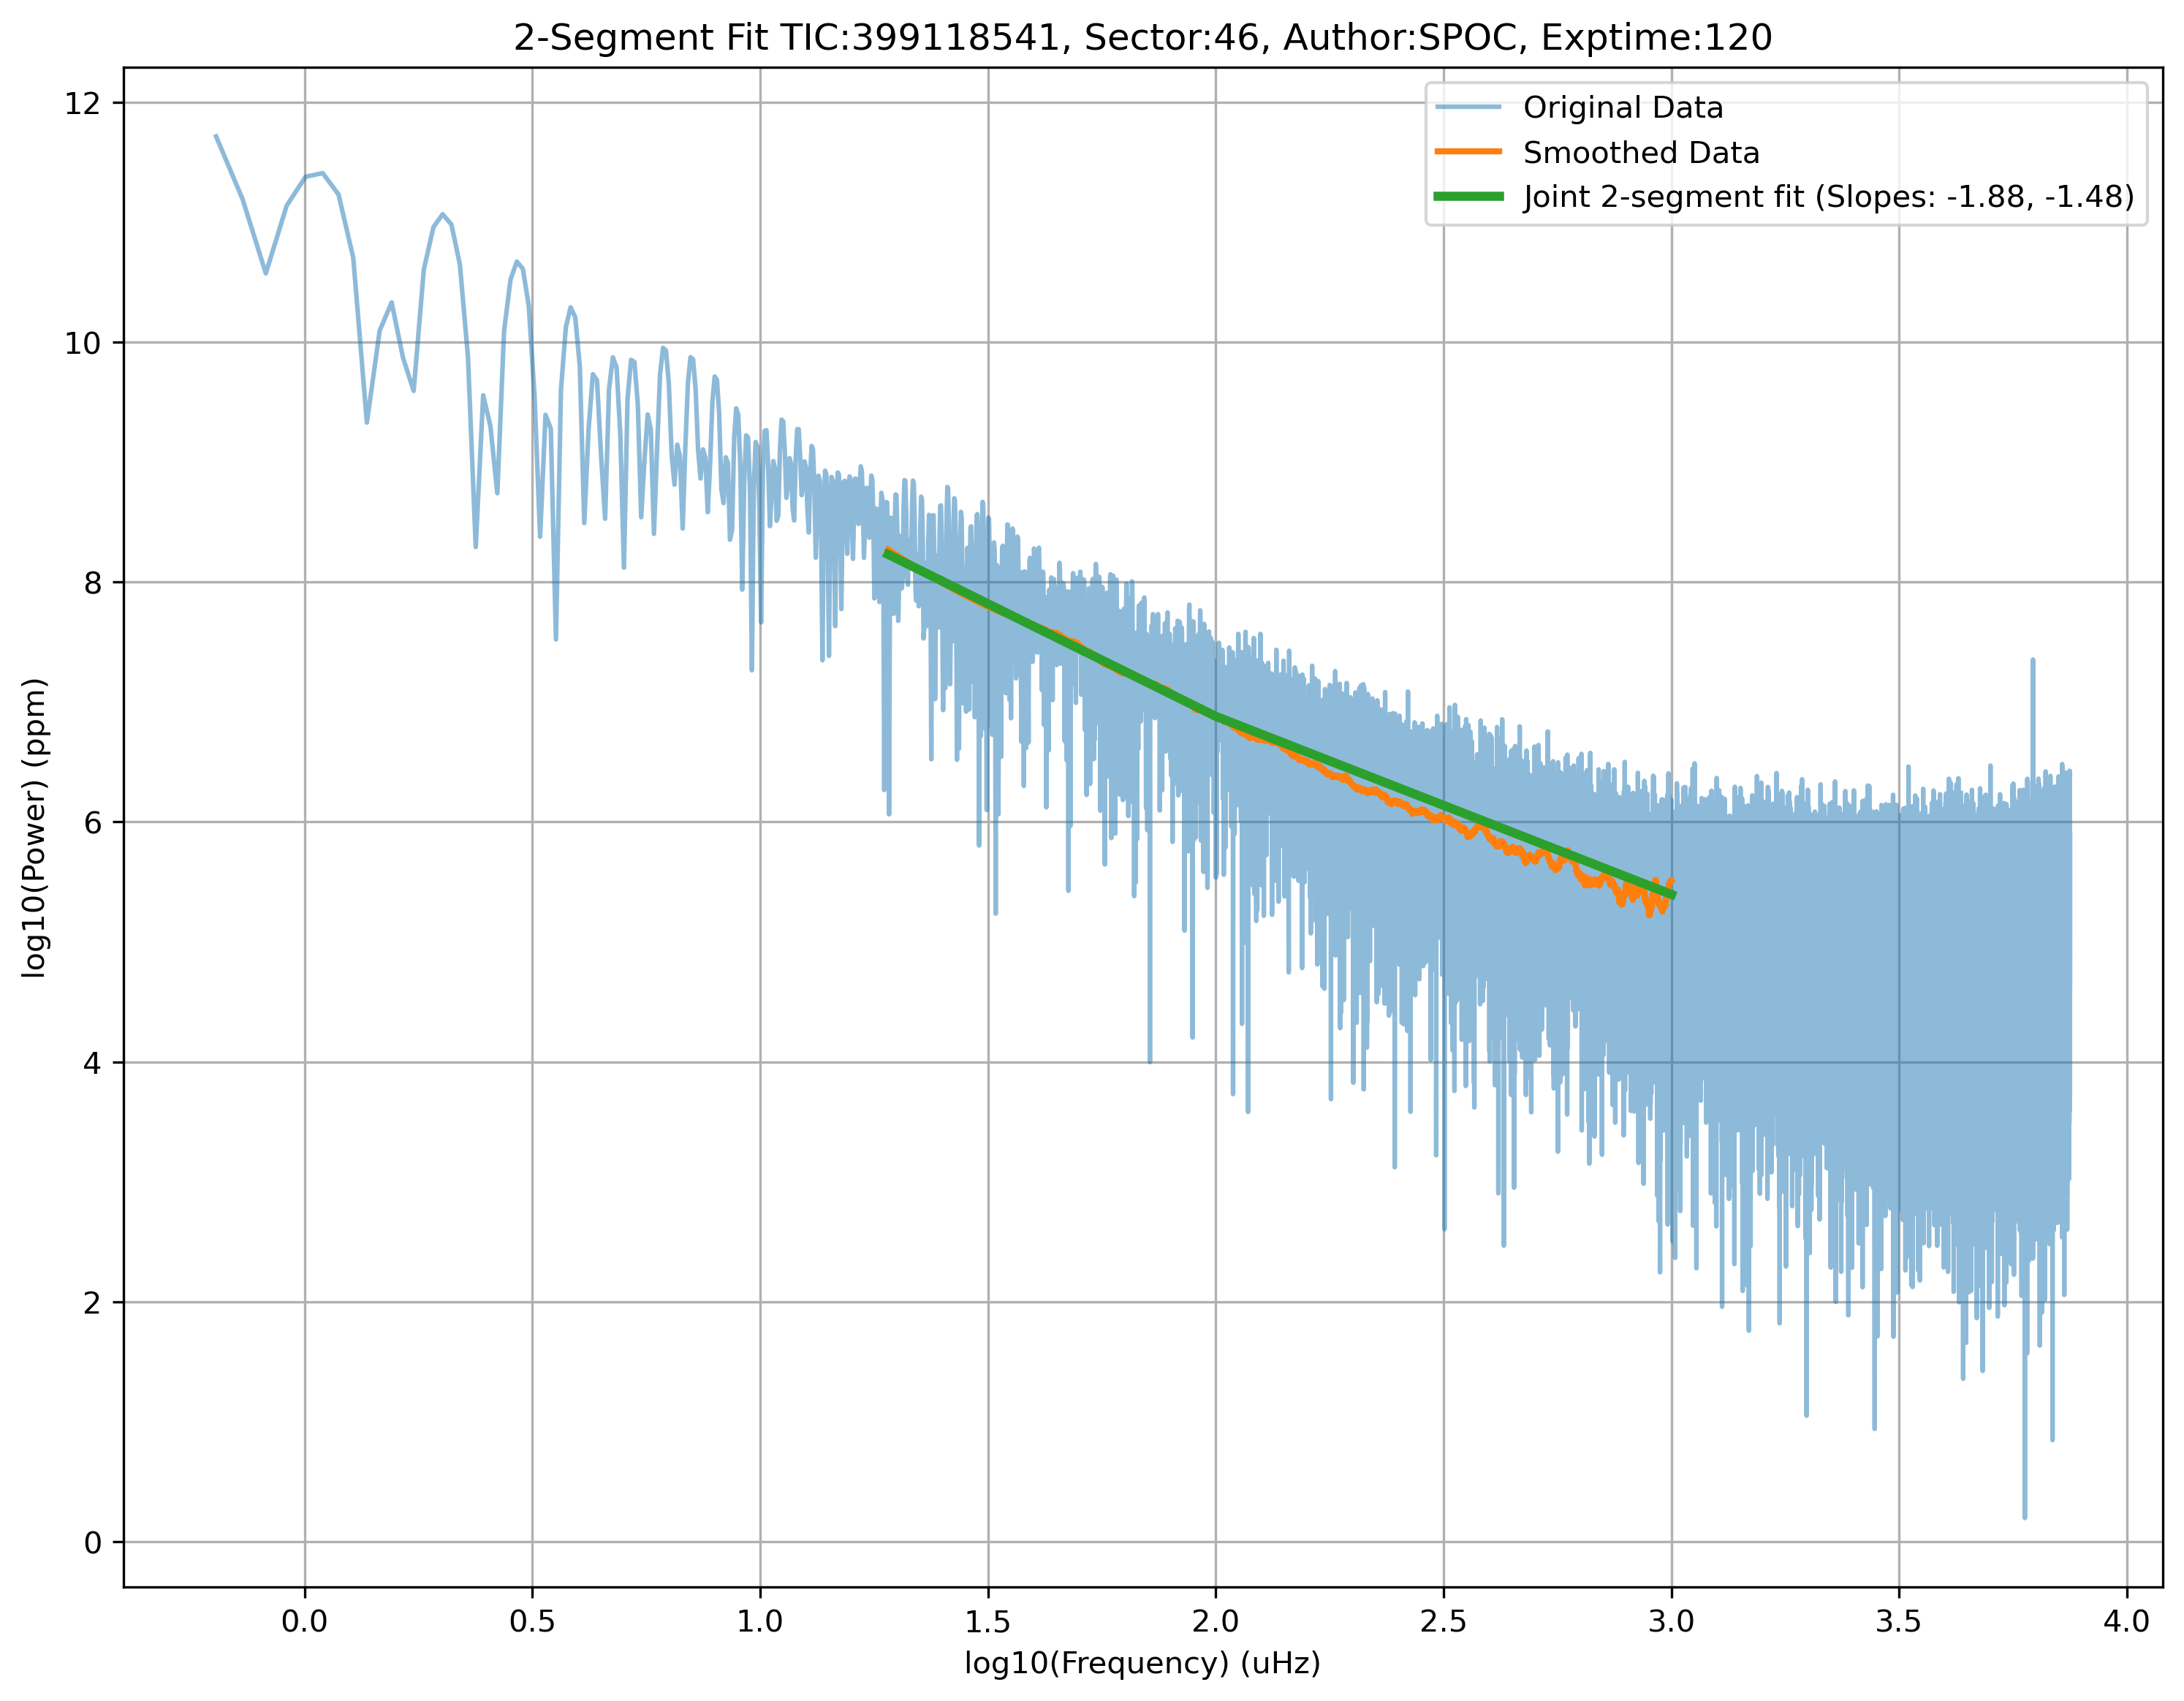 2-Segment Fit TIC:399118541, Sector:46, Author:SPOC, Exptime:120
Original Data
Smoothed Data
Joint 2-segment fit (Slopes: -1.88, -1.48)
log10(Power) (ppm)
12
10
8
6
4
2
0
0.0 0.5 1.0 1.5 2.0 2.5 3.0 3.5 4.0
log10(Frequency) (uHz)